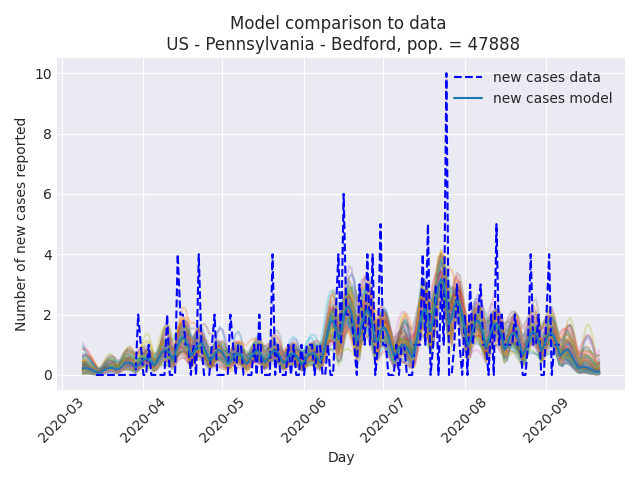 Model comparison to data
US - Pennsylvania - Bedford, pop. = 47888
new cases data
new cases model
Number of new cases reported
10
8
6
4
2
0
2020-03
2020-04
2020-05
2020-06
2020-07
2020-08
2020-09
Day